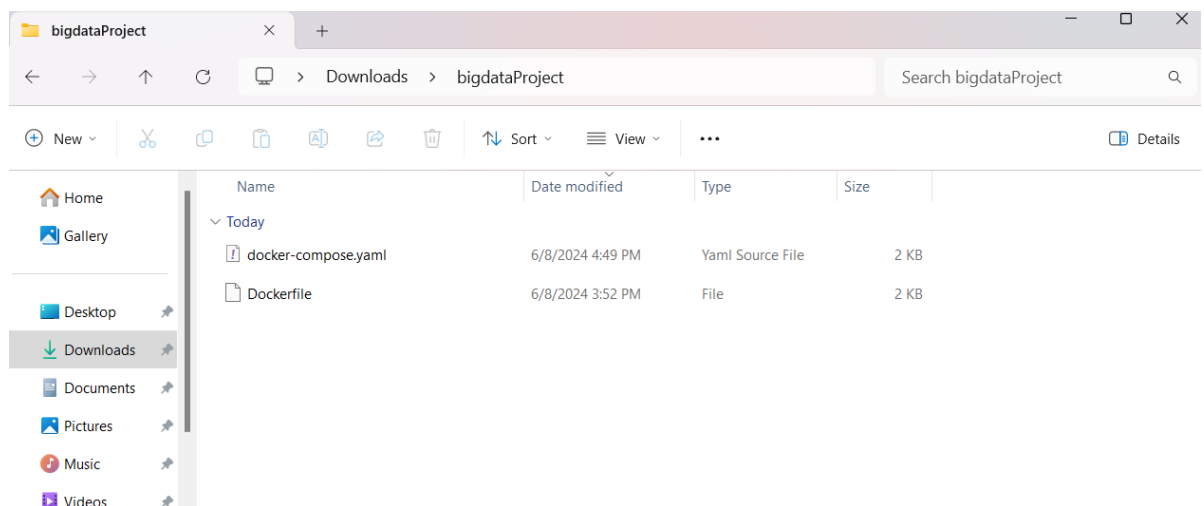 bigdataProject
Downloads > bigdataProject Search bigdataProject
New Sort View ... Details
Name Date modified Type Size
Home
Today
Gallery
docker-compose.yaml 6/8/2024 4:49 PM Yaml Source File 2 KB
Dockerfile 6/8/2024 3:52 PM File 2 KB
Desktop
Downloads
Documents
Pictures
Music
Videos